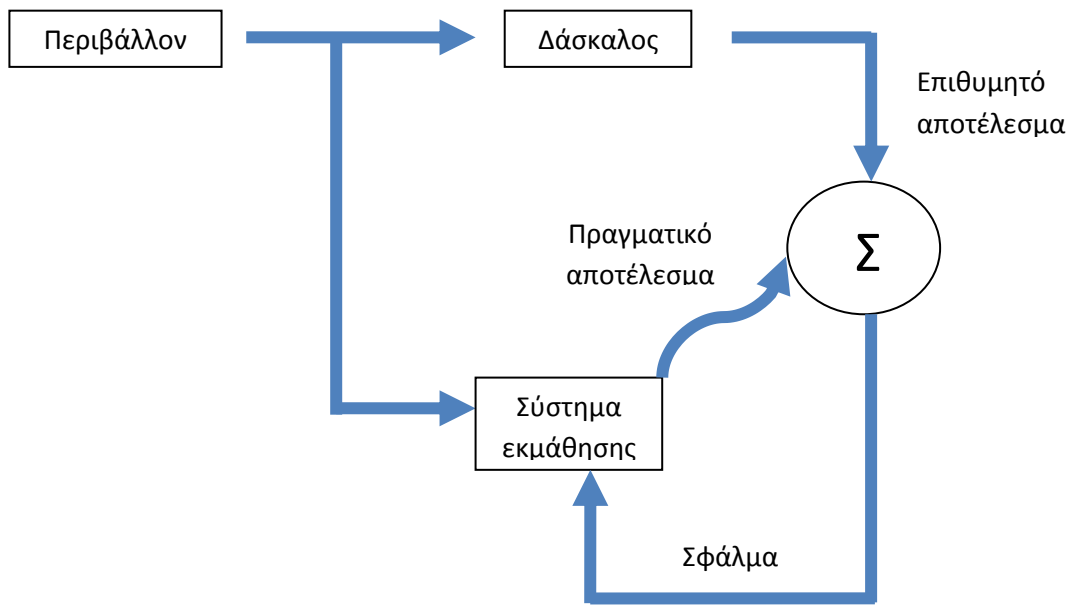 Περιβάλλον
Δάσκαλος
Επιθυμητό
αποτέλεσμα
Πραγματικό
αποτέλεσμα
Σ
Σύστημα
εκμάθησης
Σφάλμα